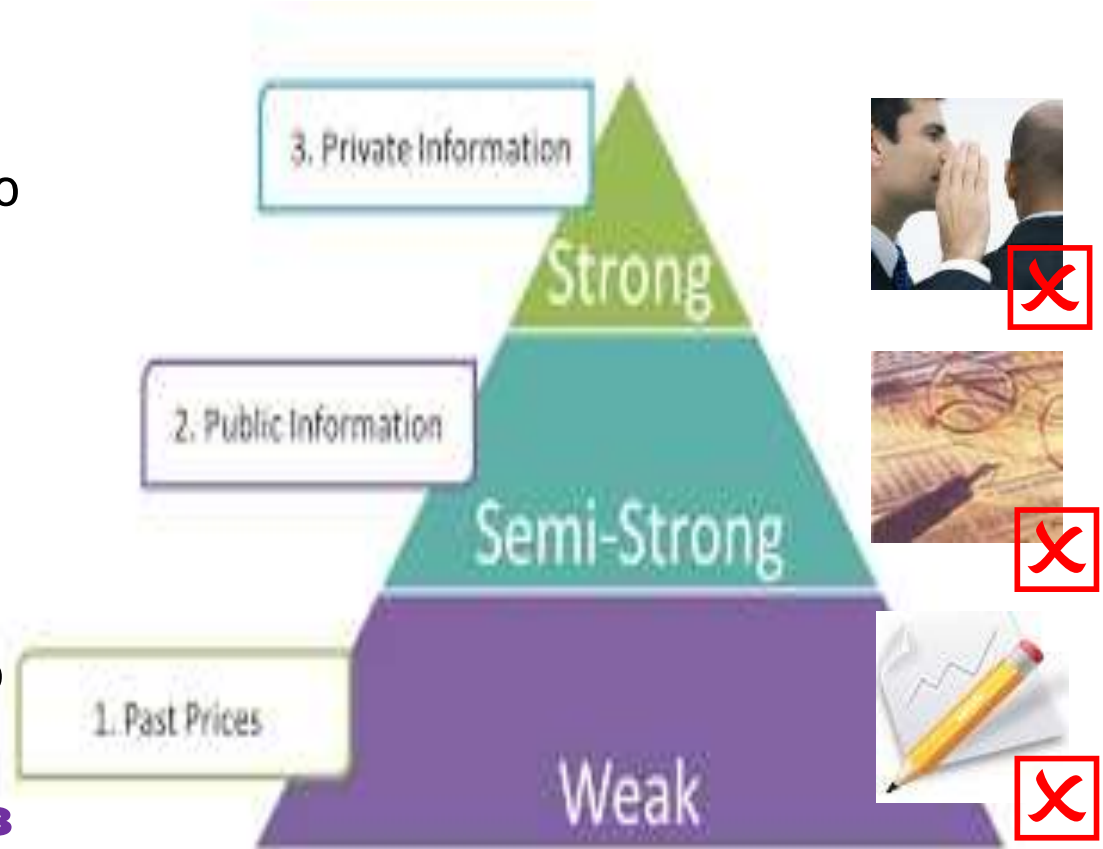 3. Private Information
Strong
2. Public Information
Semi-Strong
1. Past Prices
Weak